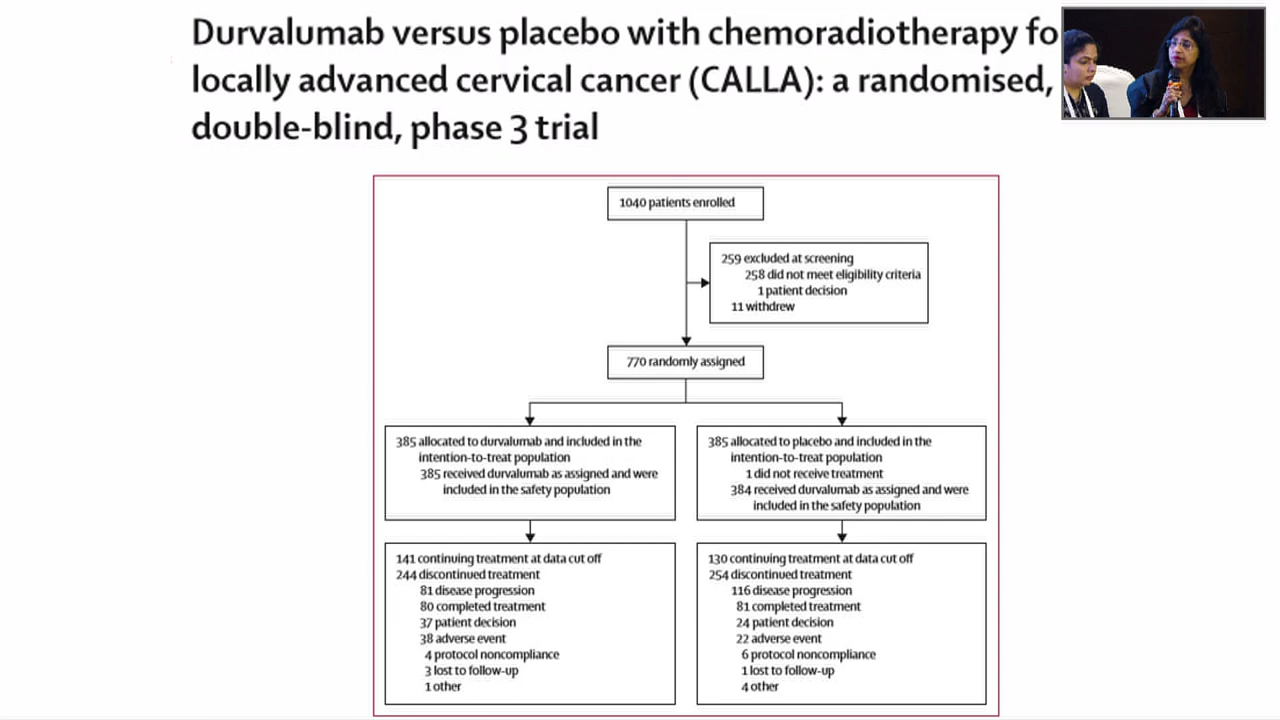 Durvalumab versus placebo with chemoradiotherapy fo
locally advanced cervical cancer (CALLA): a randomised,
double-blind, phase 3 trial
1040 patients enrolled
259 excluded at screening
258 did not meet eligibility criteria
1 patient decision
11 withdrew
770 randomly assigned
385 allocated to durvalumab and included in the
intention-to-treat population
385 received durvalumab as assigned and were
included in the safety population
385 allocated to placebo and included in the
intention-to-treat population
1 did not receive treatment
384 received durvalumab as assigned and were
included in the safety population
141 continuing treatment at data cut off
244 discontinued treatment
81 disease progression
80 completed treatment
37 patient decision
38 adverse event
4 protocol noncompliance
3 lost to follow-up
1 other
130 continuing treatment at data cut off
254 discontinued treatment
116 disease progression
81 completed treatment
24 patient decision
22 adverse event
6 protocol noncompliance
1 lost to follow-up
4 other